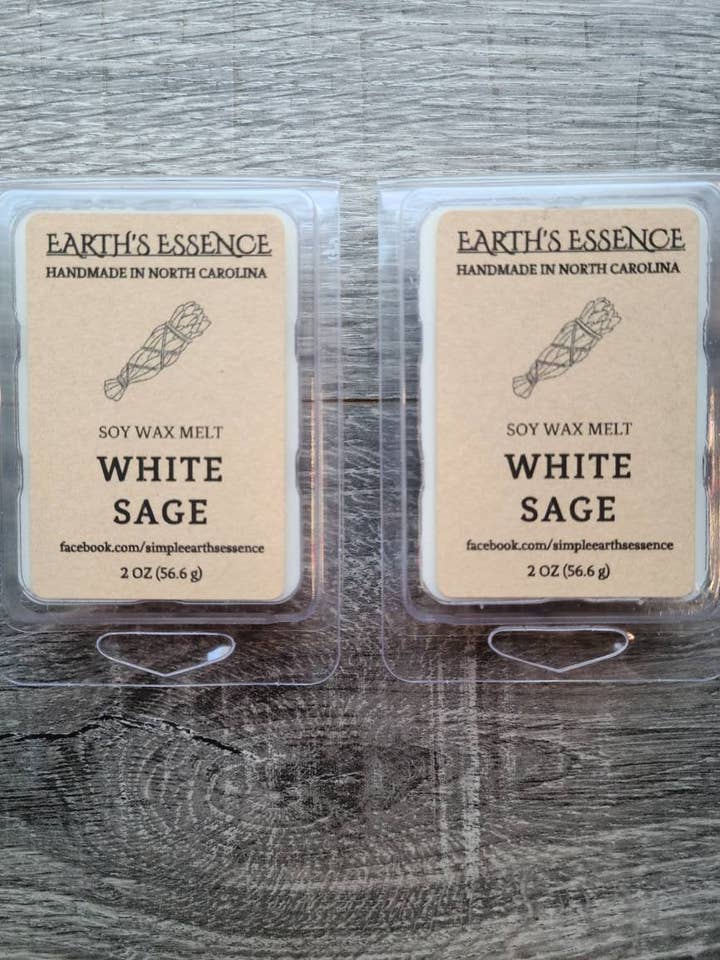 EARTH'S ESSENCE
HANDMADE IN NORTH CAROLINA
SOY WAX MELT
WHITE
SAGE
facebook.com/simpleearthsessence
2 OZ (56.6 g)
EARTH'S ESSENCE
HANDMADE IN NORTH CAROLINA
SOY WAX MELT
WHITE
SAGE
facebook.com/simpleearthsessence
2 OZ (56.6 g)